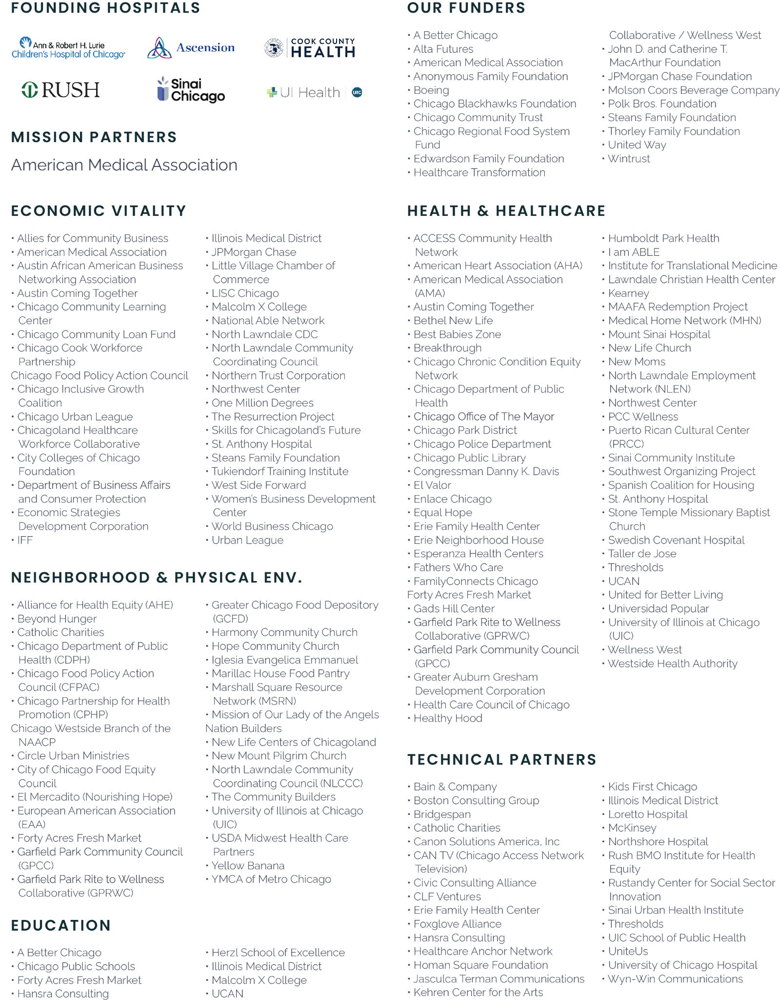 FOUNDING HOSPITALS
Ann & Robert H. Lurie
Children's Hospital of Chicago®
Ascension
COOK COUNTY
HEALTH
RUSH
Sinai
Chicago
UI Health
UIC
MISSION PARTNERS
American Medical Association
OUR FUNDERS
• A Better Chicago
• Alta Futures
• American Medical Association
• Anonymous Family Foundation
• Boeing
• Chicago Blackhawks Foundation
• Chicago Community Trust
• Chicago Regional Food System
Fund
• Edwardson Family Foundation
• Healthcare Transformation
Collaborative / Wellness West
• John D. and Catherine T.
MacArthur Foundation
• JPMorgan Chase Foundation
• Molson Coors Beverage Company
• Polk Bros. Foundation
• Steans Family Foundation
• Thorley Family Foundation
• United Way
• Wintrust
ECONOMIC VITALITY
• Allies for Community Business
• American Medical Association
• Austin African American Business
Networking Association
• Austin Coming Together
• Chicago Community Learning
Center
• Chicago Community Loan Fund
• Chicago Cook Workforce
Partnership
Chicago Food Policy Action Council
• Chicago Inclusive Growth
Coalition
• Chicago Urban League
• Chicagoland Healthcare
Workforce Collaborative
• City Colleges of Chicago
Foundation
• Department of Business Affairs
and Consumer Protection
• Economic Strategies
Development Corporation
• IFF
• Illinois Medical District
• JPMorgan Chase
• Little Village Chamber of
Commerce
• LISC Chicago
• Malcolm X College
• National Able Network
• North Lawndale CDC
• North Lawndale Community
Coordinating Council
• Northern Trust Corporation
• Northwest Center
• One Million Degrees
• The Resurrection Project
• Skills for Chicagoland's Future
• St. Anthony Hospital
• Steans Family Foundation
• Tukiendorf Training Institute
• West Side Forward
• Women's Business Development
Center
• World Business Chicago
• Urban League
HEALTH & HEALTHCARE
• ACCESS Community Health
Network
• American Heart Association (AHA)
• American Medical Association
(AMA)
• Austin Coming Together
• Bethel New Life
• Best Babies Zone
• Breakthrough
• Chicago Chronic Condition Equity
Network
• Chicago Department of Public
Health
• Chicago Office of The Mayor
• Chicago Park District
• Chicago Police Department
• Chicago Public Library
• Congressman Danny K. Davis
• El Valor
• Enlace Chicago
• Equal Hope
• Erie Family Health Center
• Erie Neighborhood House
• Esperanza Health Centers
• Fathers Who Care
• FamilyConnects Chicago
Forty Acres Fresh Market
• Gads Hill Center
• Garfield Park Rite to Wellness
Collaborative (GPRWC)
• Garfield Park Community Council
(GPCC)
• Greater Auburn Gresham
Development Corporation
• Health Care Council of Chicago
• Healthy Hood
• Humboldt Park Health
• I am ABLE
• Institute for Translational Medicine
• Lawndale Christian Health Center
• Kearney
• MAAFA Redemption Project
• Medical Home Network (MHN)
• Mount Sinai Hospital
• New Life Church
• New Moms
• North Lawndale Employment
Network (NLEN)
• Northwest Center
• PCC Wellness
• Puerto Rican Cultural Center
(PRCC)
• Sinai Community Institute
• Southwest Organizing Project
• Spanish Coalition for Housing
• St. Anthony Hospital
• Stone Temple Missionary Baptist
Church
• Swedish Covenant Hospital
• Taller de Jose
• Thresholds
• UCAN
• United for Better Living
• Universidad Popular
• University of Illinois at Chicago
(UIC)
• Wellness West
• Westside Health Authority
NEIGHBORHOOD & PHYSICAL ENV.
• Alliance for Health Equity (AHE)
• Beyond Hunger
• Catholic Charities
• Chicago Department of Public
Health (CDPH)
• Chicago Food Policy Action
Council (CFPAC)
• Chicago Partnership for Health
Promotion (CPHP)
Chicago Westside Branch of the
NAACP
• Circle Urban Ministries
• City of Chicago Food Equity
Council
• El Mercadito (Nourishing Hope)
• European American Association
(EAA)
• Forty Acres Fresh Market
• Garfield Park Community Council
(GPCC)
• Garfield Park Rite to Wellness
Collaborative (GPRWC)
• Greater Chicago Food Depository
(GCFD)
• Harmony Community Church
• Hope Community Church
• Iglesia Evangelica Emmanuel
• Marillac House Food Pantry
• Marshall Square Resource
Network (MSRN)
• Mission of Our Lady of the Angels
Nation Builders
• New Life Centers of Chicagoland
• New Mount Pilgrim Church
• North Lawndale Community
Coordinating Council (NLCCC)
• The Community Builders
• University of Illinois at Chicago
(UIC)
• USDA Midwest Health Care
Partners
• Yellow Banana
• YMCA of Metro Chicago
TECHNICAL PARTNERS
• Bain & Company
• Boston Consulting Group
• Bridgespan
• Catholic Charities
• Canon Solutions America, Inc
• CAN TV (Chicago Access Network
Television)
• Civic Consulting Alliance
• CLF Ventures
• Erie Family Health Center
• Foxglove Alliance
• Hansra Consulting
• Healthcare Anchor Network
• Homan Square Foundation
• Jasculca Terman Communications
• Kehren Center for the Arts
• Kids First Chicago
• Illinois Medical District
• Loretto Hospital
• McKinsey
• Northshore Hospital
• Rush BMO Institute for Health
Equity
• Rustandy Center for Social Sector
Innovation
• Sinai Urban Health Institute
• Thresholds
• UIC School of Public Health
• UniteUs
• University of Chicago Hospital
• Wyn-Win Communications
EDUCATION
• A Better Chicago
• Chicago Public Schools
• Forty Acres Fresh Market
• Hansra Consulting
• Herzl School of Excellence
• Illinois Medical District
• Malcolm X College
• UCAN